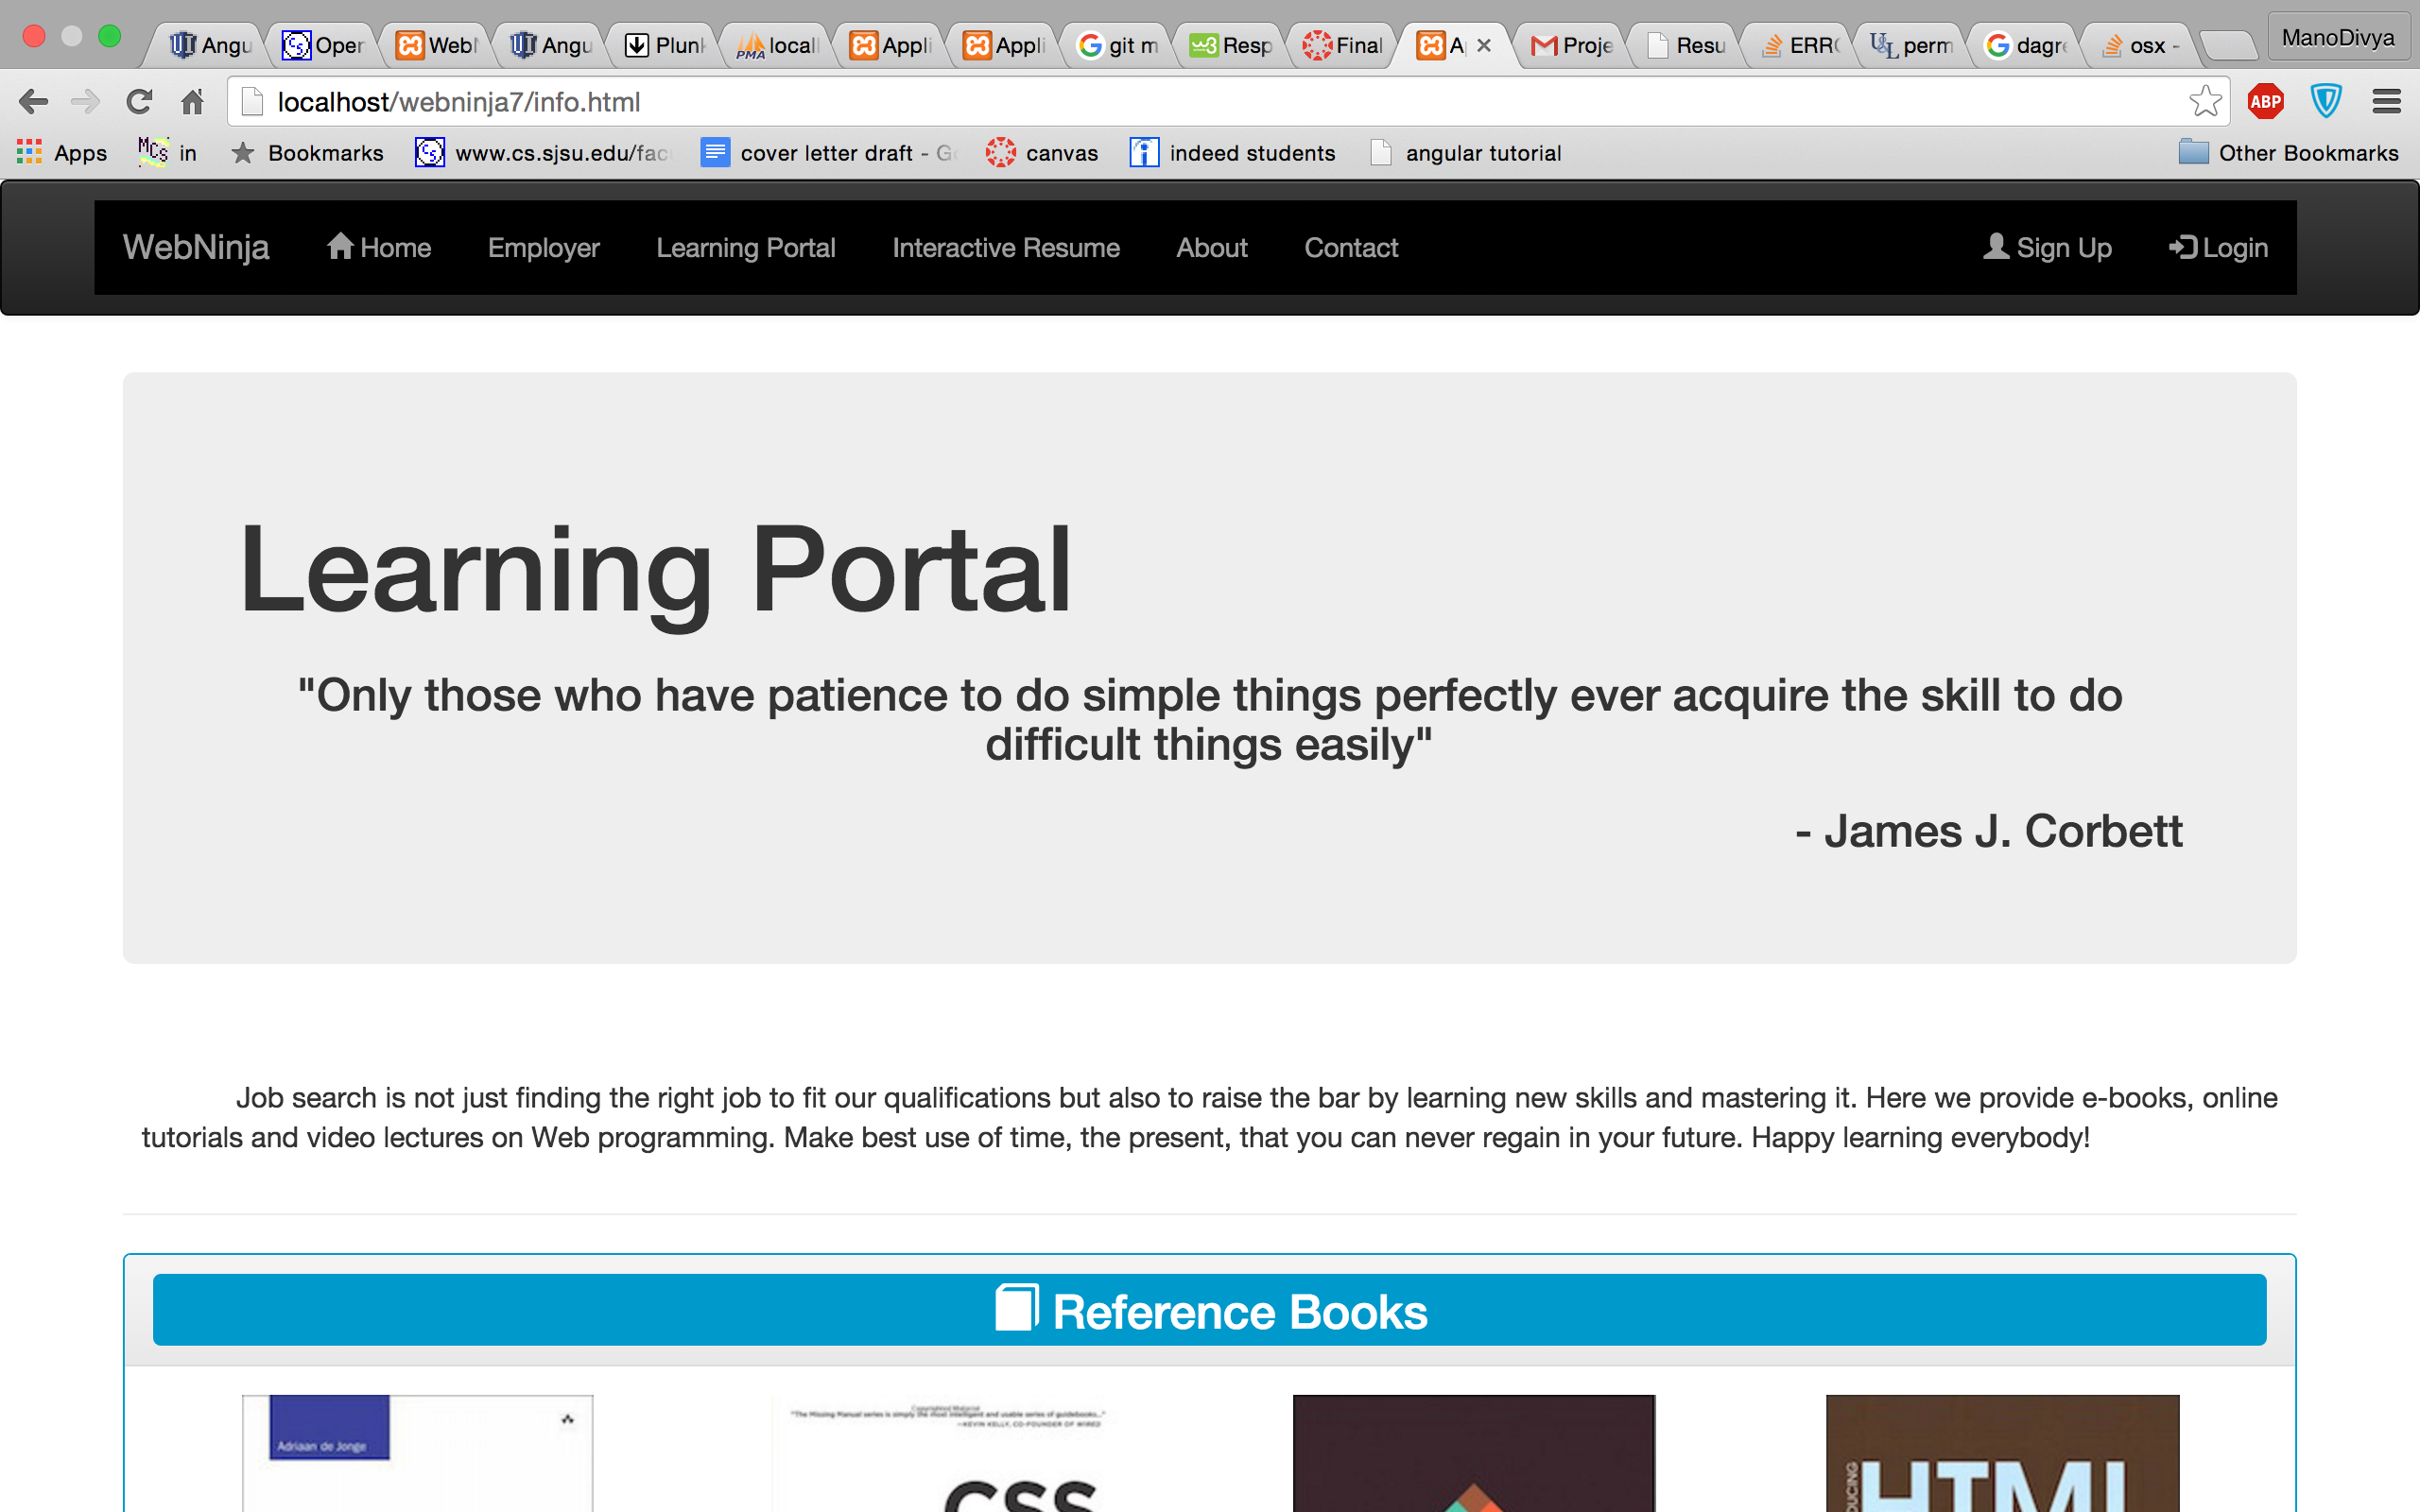 Angu Oper WebN Angu Plunk locall Appli Appli git m Resp Final A Proje Resu ERRO perm dagre osx - ManoDivya
localhost/webninja7/info.html ABP
Apps in Bookmarks www.cs.sjsu.edu/fac cover letter draft - Go canvas indeed students angular tutorial Other Bookmarks
WebNinja Home Employer Learning Portal Interactive Resume About Contact Sign Up Login
Learning Portal
"Only those who have patience to do simple things perfectly ever acquire the skill to do
difficult things easily"
- James J. Corbett
Job search is not just finding the right job to fit our qualifications but also to raise the bar by learning new skills and mastering it. Here we provide e-books, online
tutorials and video lectures on Web programming. Make best use of time, the present, that you can never regain in your future. Happy learning everybody!
Reference Books
Adriaan de Jonge
"The Missing Manual series is simply the most intelligent and usable series of guidebooks..."
—KEVIN KELLY, CO-FOUNDER OF WIRED
CSS
HTML